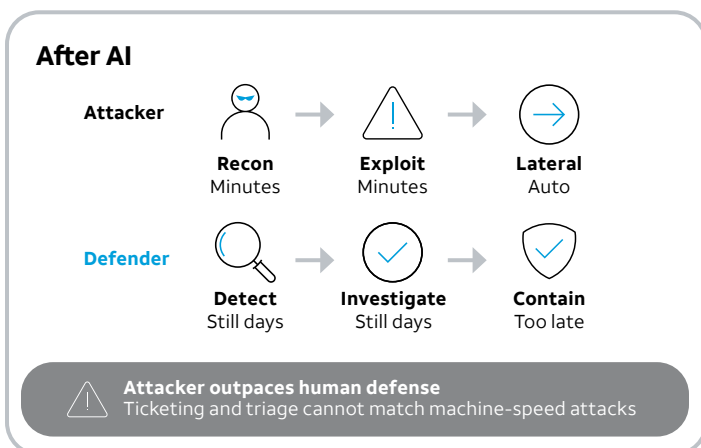 After AI
Attacker
Recon
Minutes
Exploit
Minutes
Lateral
Auto
Defender
Detect
Still days
Investigate
Still days
Contain
Too late
Attacker outpaces human defense
Ticketing and triage cannot match machine-speed attacks